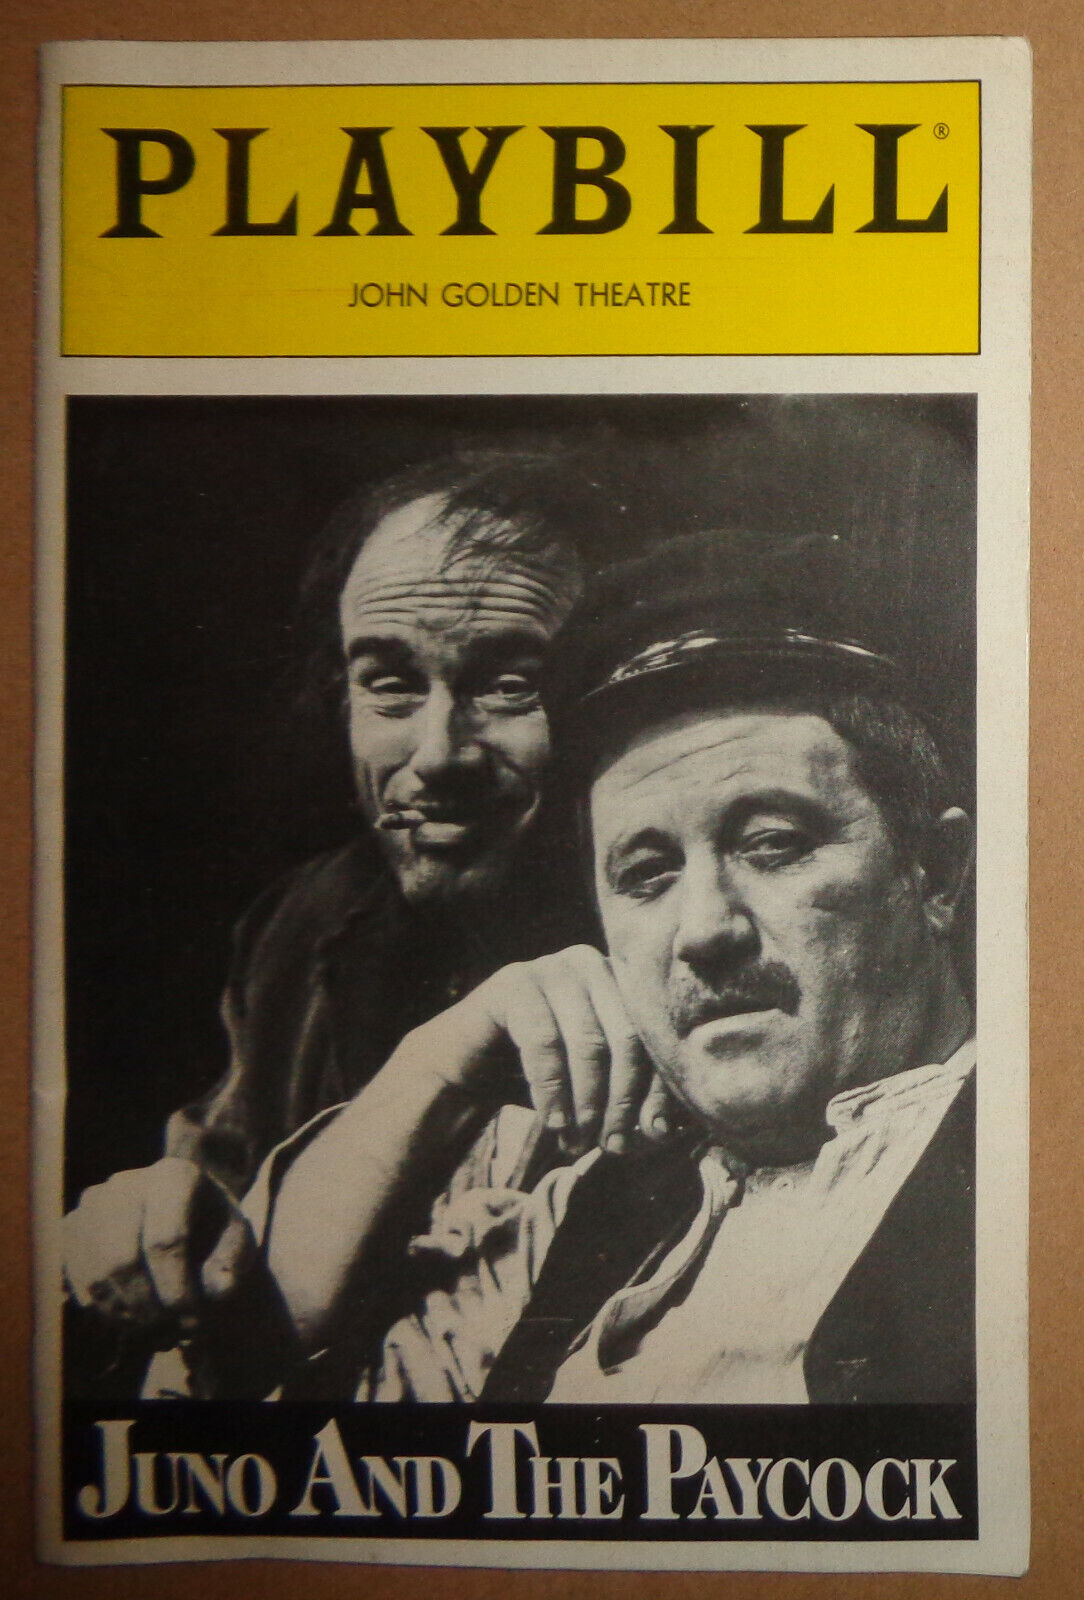 PLAYBILL®
JOHN GOLDEN THEATRE
JUNO AND THE PAYCOCK